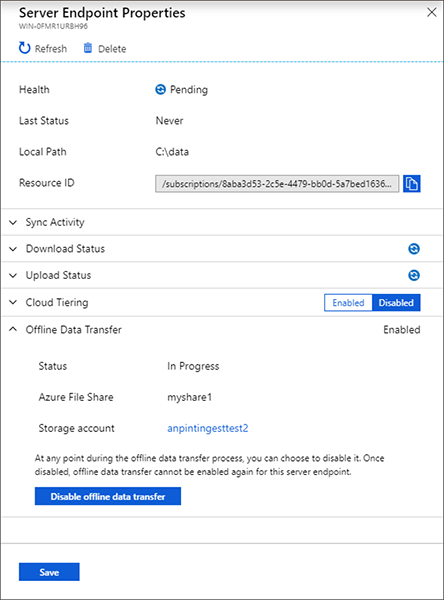 Server Endpoint Properties
WIN-0FMR1URBH96
Refresh Delete
Health Pending
Last Status Never
Local Path C:\data
Resource ID /subscriptions/8aba3d53-2c5e-4479-bb0d-5a7bed1636...
Sync Activity
Download Status
Upload Status
Cloud Tiering Enabled Disabled
Offline Data Transfer Enabled
Status In Progress
Azure File Share myshare1
Storage account anpintingesttest2
At any point during the offline data transfer process, you can choose to disable it. Once
disabled, offline data transfer cannot be enabled again for this server endpoint.
Disable offline data transfer
Save